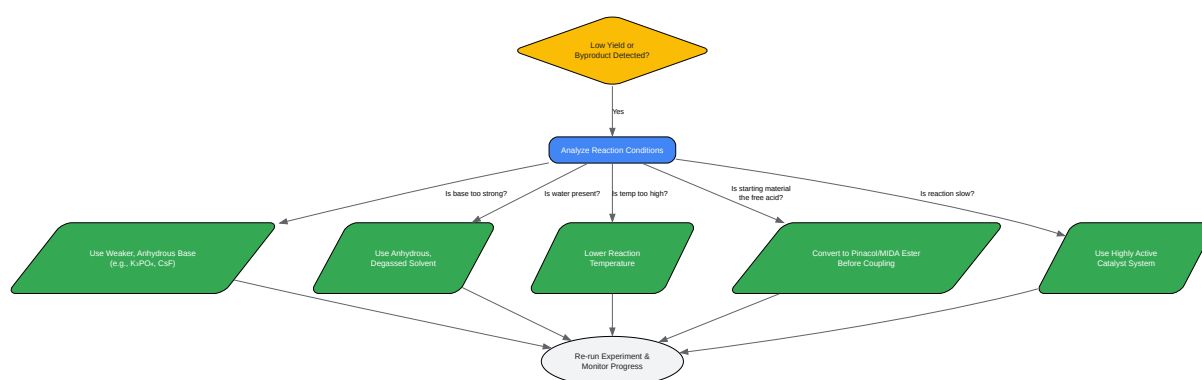 Low Yield or
Byproduct Detected?
Yes
Analyze Reaction Conditions
Is base too strong?
Is water present?
Is temp too high?
Is starting material
the free acid?
Is reaction slow?
Use Weaker, Anhydrous Base
(e.g., K₃PO₄, CsF)
Use Anhydrous,
Degassed Solvent
Lower Reaction
Temperature
Convert to Pinacol/MIDA Ester
Before Coupling
Use Highly Active
Catalyst System
Re-run Experiment &
Monitor Progress